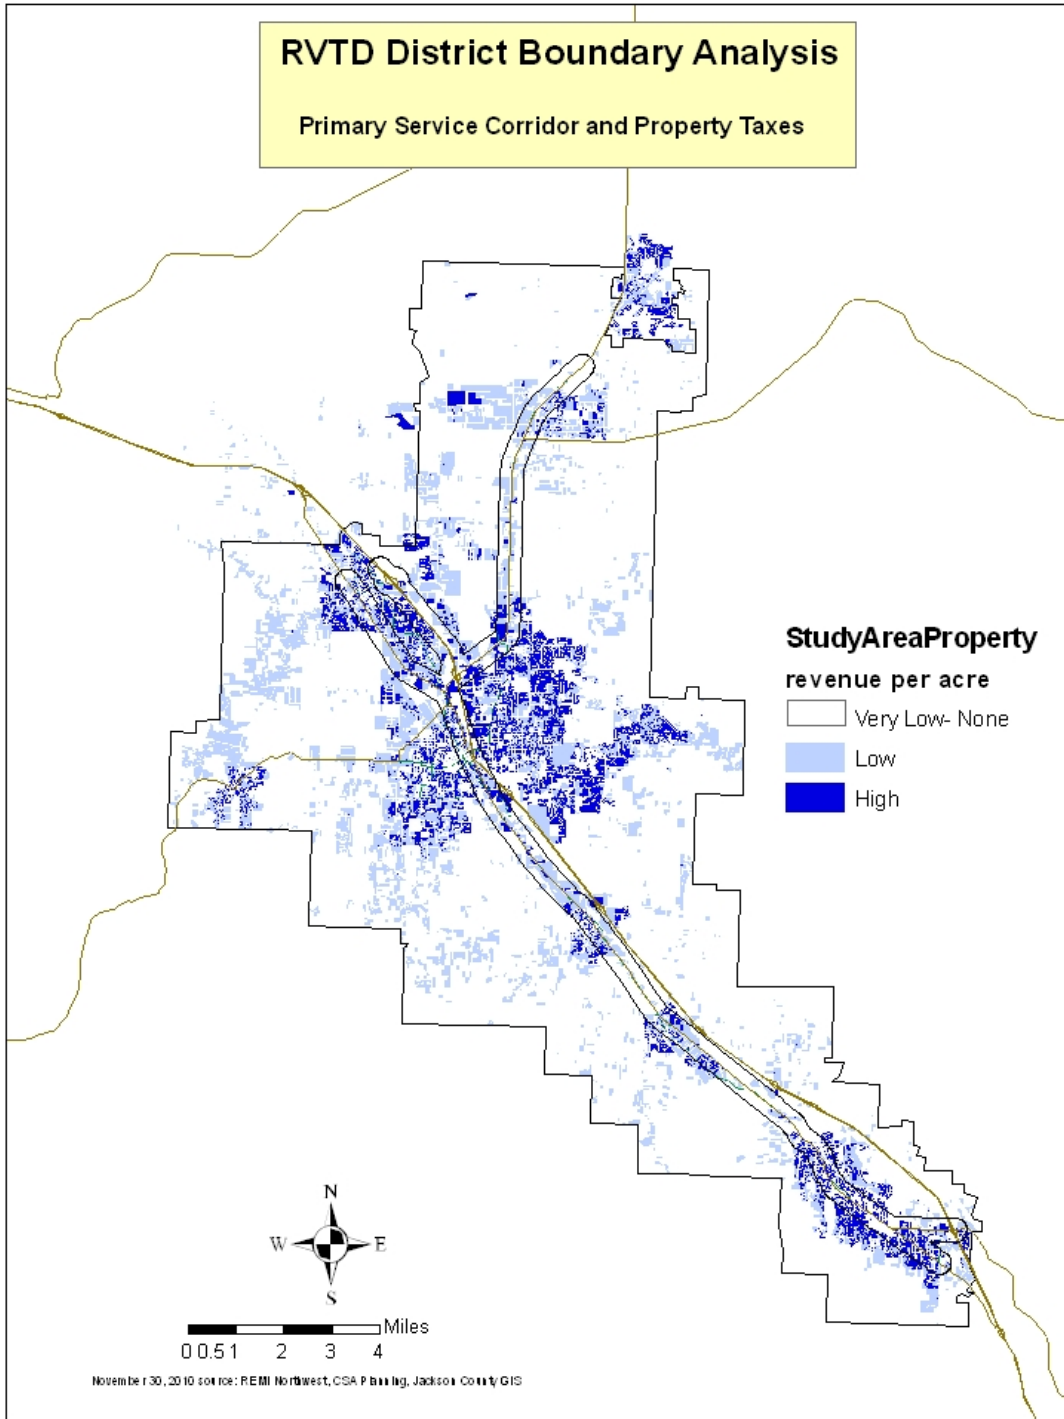 RVTD District Boundary Analysis
Primary Service Corridor and Property Taxes
StudyAreaProperty
revenue per acre
Very Low- None
Low
High
N
W E
S
Miles
0 0.5 1 2 3 4
November 30, 2010 source: REMI Northwest, CSA Planning, Jackson County GIS